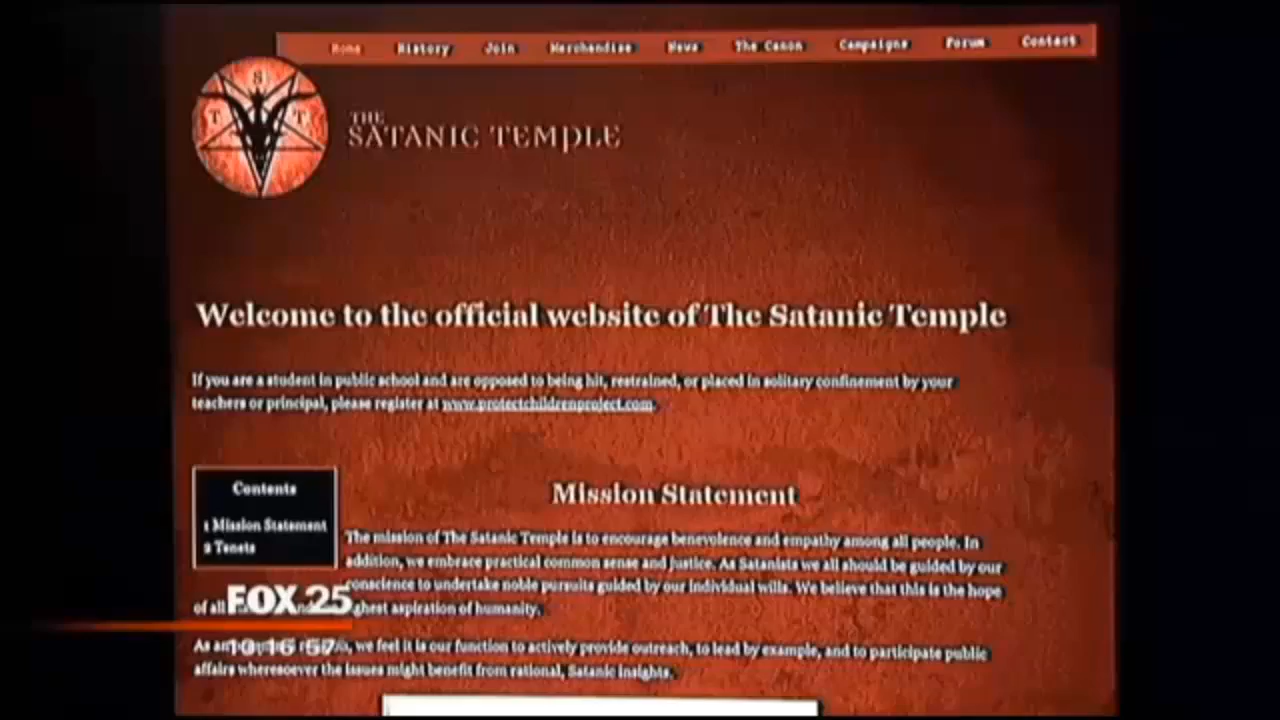 Home History Join Merchandise News The Canon Campaigns Forum Contact
S
T T
THE
SATANIC TEMPLE
Welcome to the official website of The Satanic Temple
If you are a student in public school and are opposed to being hit, restrained, or placed in solitary confinement by your
teachers or principal, please register at www.protectchildrenproject.com.
Contents
1 Mission Statement
2 Tenets
Mission Statement
The mission of The Satanic Temple is to encourage benevolence and empathy among all people. In
addition, we embrace practical common sense and justice. As Satanists we all should be guided by our
conscience to undertake noble pursuits guided by our individual wills. We believe that this is the hope
of all ghest aspiration of humanity.
FOX 25
As an we feel it is our function to actively provide outreach, to lead by example, and to participate public
10:16 57
affairs wheresoever the issues might benefit from rational, Satanic insights.